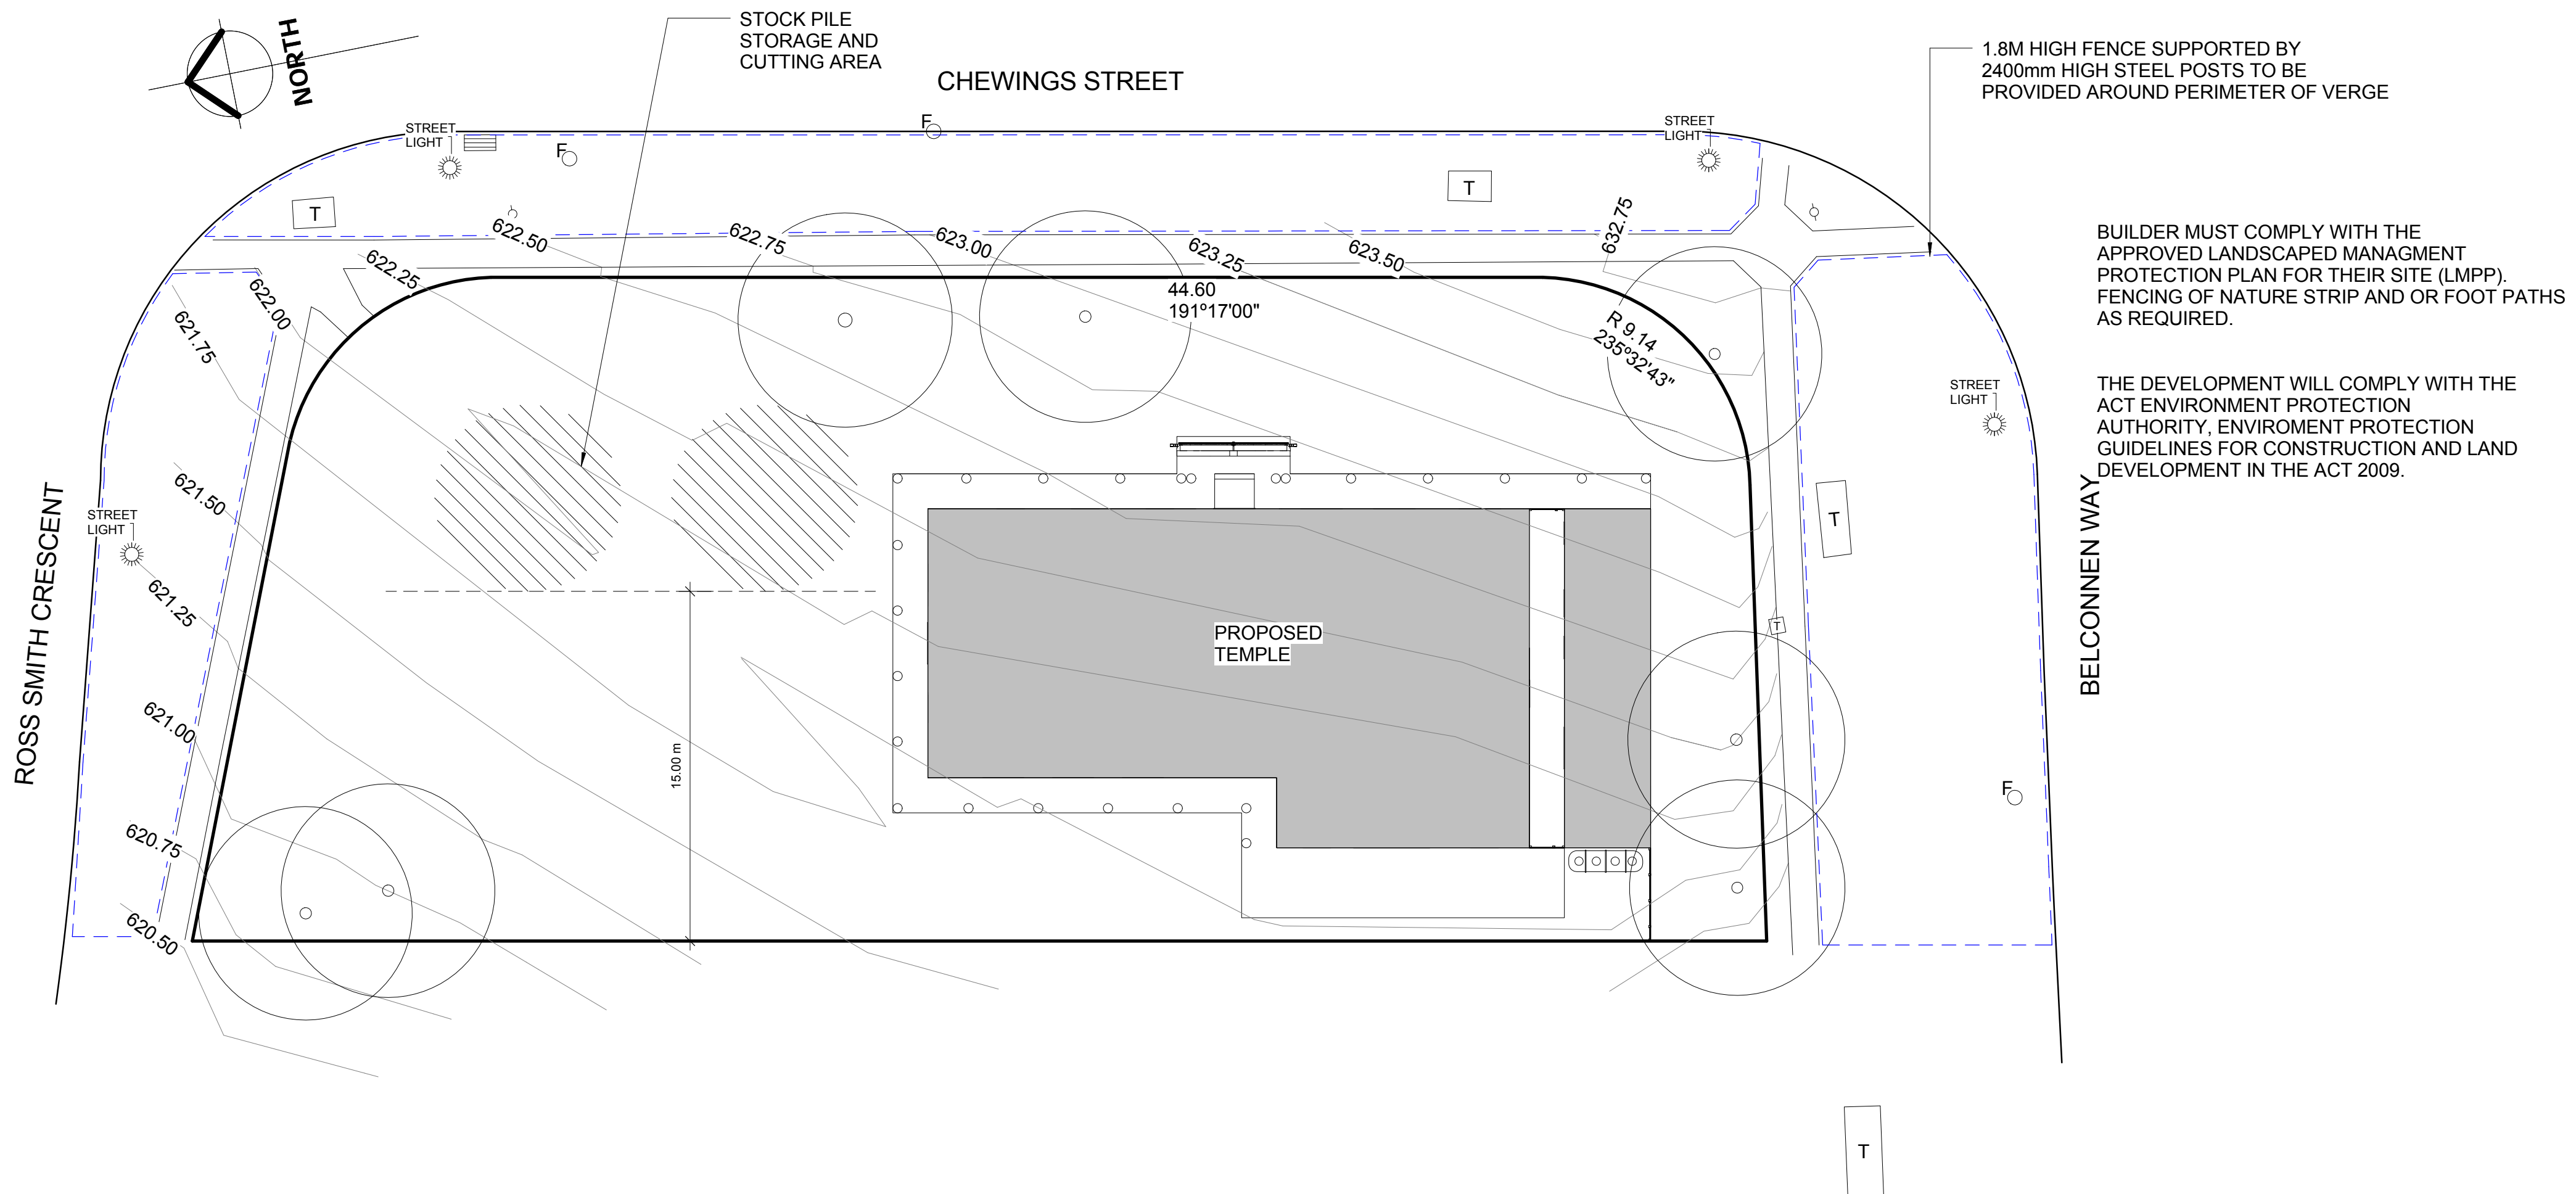 NORTH
STOCK PILE
STORAGE AND
CUTTING AREA
CHEWINGS STREET
1.8M HIGH FENCE SUPPORTED BY
2400mm HIGH STEEL POSTS TO BE
PROVIDED AROUND PERIMETER OF VERGE
STREET
LIGHT
F
F
STREET
LIGHT
T
T
622.50
622.75
623.00
623.25
623.50
632.75
622.25
622.00
621.75
44.60
191º17'00"
R 9.14
235º32'43"
BUILDER MUST COMPLY WITH THE
APPROVED LANDSCAPED MANAGMENT
PROTECTION PLAN FOR THEIR SITE (LMPP).
FENCING OF NATURE STRIP AND OR FOOT PATHS
AS REQUIRED.
THE DEVELOPMENT WILL COMPLY WITH THE
ACT ENVIRONMENT PROTECTION
AUTHORITY, ENVIROMENT PROTECTION
GUIDELINES FOR CONSTRUCTION AND LAND
DEVELOPMENT IN THE ACT 2009.
STREET
LIGHT
621.50
STREET
LIGHT
T
621.25
ROSS SMITH CRESCENT
BELCONNEN WAY
PROPOSED
TEMPLE
T
621.00
15.00 m
F
620.75
620.50
T